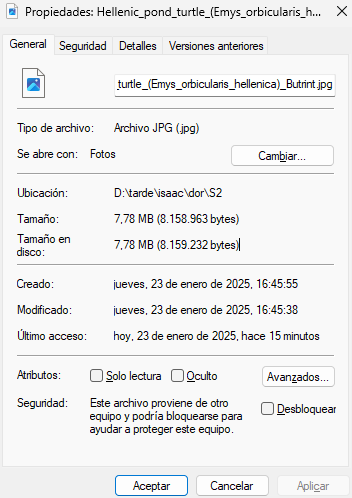 Propiedades: Hellenic_pond_turtle_(Emys_orbicularis_h...
General Seguridad Detalles Versiones anteriores
_turtle_(Emys_orbicularis_hellenica)_Butrint.jpg
Tipo de archivo: Archivo JPG (.jpg)
Se abre con: Fotos Cambiar...
Ubicación: D:\tarde\isaac\dor\S2
Tamaño: 7,78 MB (8.158.963 bytes)
Tamaño en
disco: 7,78 MB (8.159.232 bytes)
Creado: jueves, 23 de enero de 2025, 16:45:55
Modificado: jueves, 23 de enero de 2025, 16:45:38
Último acceso: hoy, 23 de enero de 2025, hace 15 minutos
Atributos: Solo lectura Oculto Avanzados...
Seguridad: Este archivo proviene de otro
equipo y podría bloquearse para
ayudar a proteger este equipo.
Desbloquear
Aceptar Cancelar Aplicar